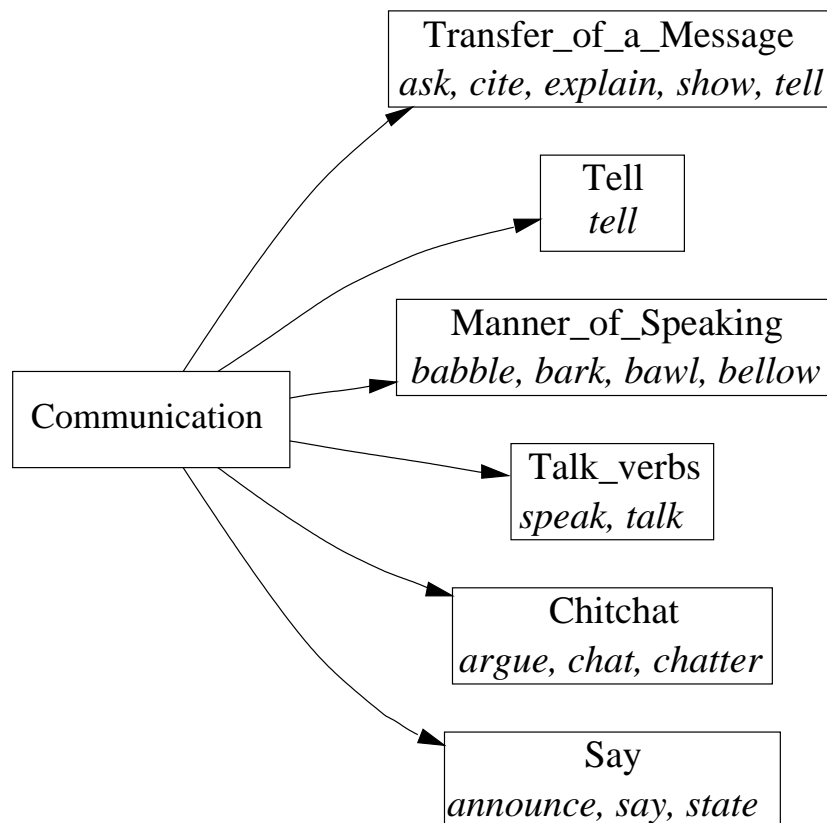 Transfer_of_a_Message
ask, cite, explain, show, tell
Tell
tell
Manner_of_Speaking
babble, bark, bawl, bellow
Communication
Talk_verbs
speak, talk
Chitchat
argue, chat, chatter
Say
announce, say, state